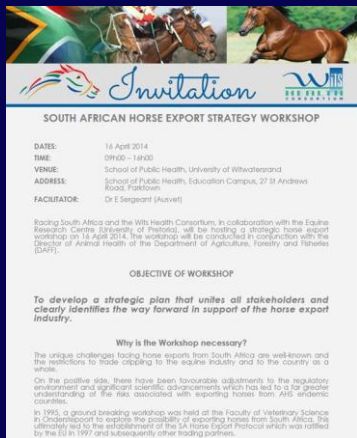 Invitation
WITS
HEALTH
CONSORTIUM
SOUTH AFRICAN HORSE EXPORT STRATEGY WORKSHOP
DATES: 16 April 2014
TIME: 09h00 – 16h00
VENUE: School of Public Health, University of Witwatersrand
ADDRESS: School of Public Health, Education Campus, 27 St Andrews
Road, Parktown
FACILITATOR: Dr E Sergeant (Ausvet)
Racing South Africa and the Wits Health Consortium, in collaboration with the Equine
Research Centre (University of Pretoria), will be hosting a strategic horse export
workshop on 16 April 2014. The workshop will be conducted in conjunction with the
Director of Animal Health of the Department of Agriculture, Forestry and Fisheries
(DAFF).
OBJECTIVE OF WORKSHOP
To develop a strategic plan that unites all stakeholders and
clearly identifies the way forward in support of the horse export
industry.
Why is the Workshop necessary?
The unique challenges facing horse exports from South Africa are well-known and
the restrictions to trade crippling to the equine industry and to the country as a
whole.
On the positive side, there have been favourable adjustments to the regulatory
environment and significant scientific advancements which has led to a far greater
understanding of the risks associated with exporting horses from AHS endemic
countries.
In 1995, a ground breaking workshop was held at the Faculty of Veterinary Science
in Onderstepoort to explore the possibility of exporting horses from South Africa. This
ultimately led to the establishment of the SA Horse Export Protocol which was ratified
by the EU in 1997 and subsequently other trading partners.